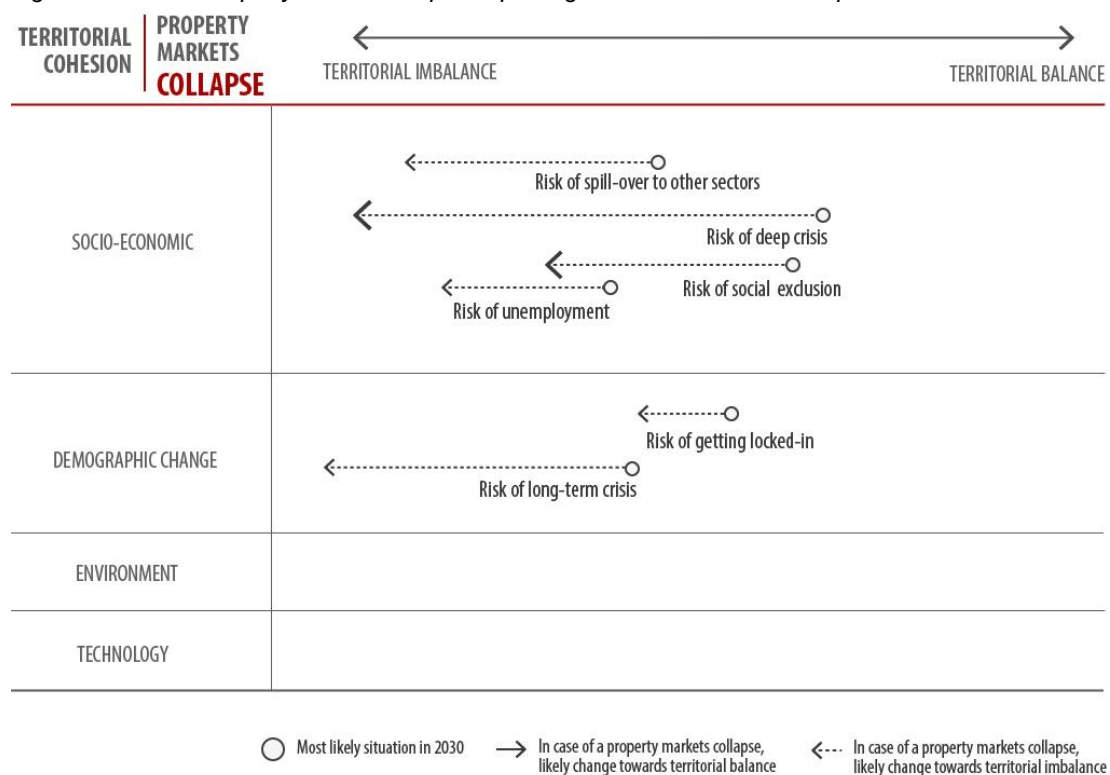 TERRITORIAL COHESION
PROPERTY MARKETS COLLAPSE
TERRITORIAL IMBALANCE
TERRITORIAL BALANCE
SOCIO-ECONOMIC
Risk of spill-over to other sectors
Risk of deep crisis
Risk of social exclusion
Risk of unemployment
DEMOGRAPHIC CHANGE
Risk of getting locked-in
Risk of long-term crisis
ENVIRONMENT
TECHNOLOGY
Most likely situation in 2030
In case of a property markets collapse,
likely change towards territorial balance
In case of a property markets collapse,
likely change towards territorial imbalance